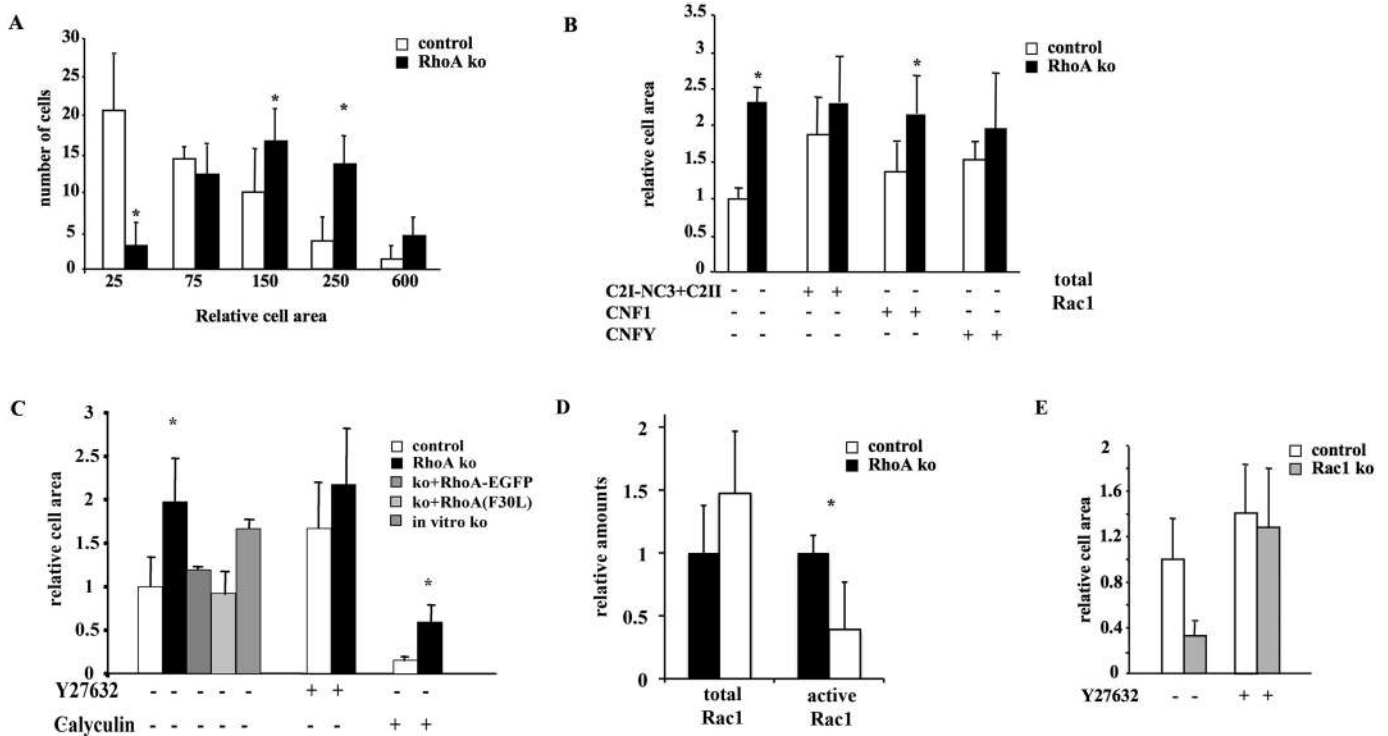 A
30
25
20
15
10
5
0
number of cells
control
RhoA ko
*
*
*
25 75 150 250 600
Relative cell area
B
3.5
3
2.5
2
1.5
1
.5
0
relative cell area
control
RhoA ko
*
*
C2I-NC3+C2II - - + + - - - -
CNF1 - - - - + + - -
CNFY - - - - - - + +
total
Rac1
C
3
2.5
2
1.5
1
0.5
0
relative cell area
control
RhoA ko
ko+RhoA-EGFP
ko+RhoA(F30L)
in vitro ko
*
*
Y27632 - - - - - + + - -
Calyculin - - - - - - - + +
D
2
1.5
1
0.5
0
relative amounts
control
RhoA ko
*
total
Rac1
active
Rac1
E
2
1.6
1.2
0.8
0.4
0
relative cell area
control
Rac1 ko
Y27632 - - + +